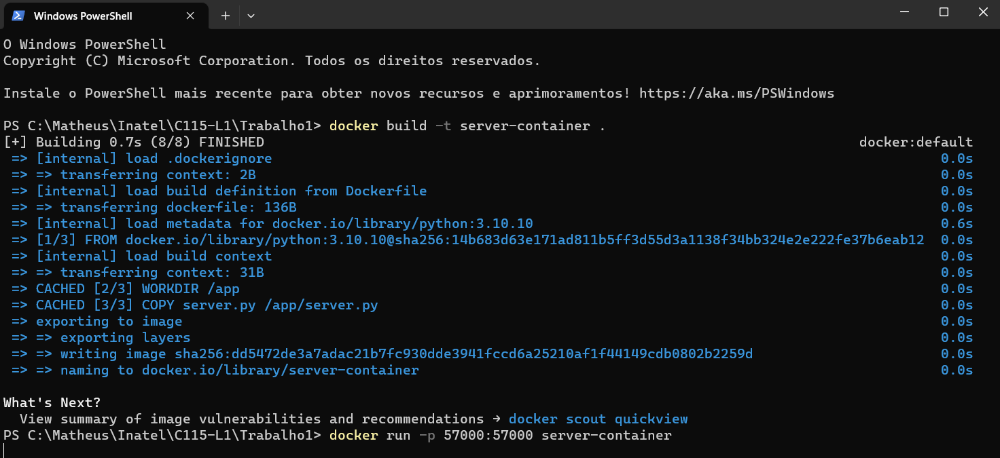 Windows PowerShell
O Windows PowerShell
Copyright (C) Microsoft Corporation. Todos os direitos reservados.
Instale o PowerShell mais recente para obter novos recursos e aprimoramentos! https://aka.ms/PSWindows
PS C:\Matheus\Inatel\C115-L1\Trabalho1> docker build -t server-container .
[+] Building 0.7s (8/8) FINISHED docker:default
=> [internal] load .dockerignore 0.0s
=> => transferring context: 2B 0.0s
=> [internal] load build definition from Dockerfile 0.0s
=> => transferring dockerfile: 136B 0.0s
=> [internal] load metadata for docker.io/library/python:3.10.10 0.6s
=> [1/3] FROM docker.io/library/python:3.10.10@sha256:14b683d63e171ad811b5ff3d55d3a1138f34bb324e2e222fe37b6eab12 0.0s
=> [internal] load build context 0.0s
=> => transferring context: 31B 0.0s
=> CACHED [2/3] WORKDIR /app 0.0s
=> CACHED [3/3] COPY server.py /app/server.py 0.0s
=> exporting to image 0.0s
=> => exporting layers 0.0s
=> => writing image sha256:dd5472de3a7adac21b7fc930dde3941fccd6a25210af1f44149cdb0802b2259d 0.0s
=> => naming to docker.io/library/server-container 0.0s
What's Next?
View summary of image vulnerabilities and recommendations → docker scout quickview
PS C:\Matheus\Inatel\C115-L1\Trabalho1> docker run -p 57000:57000 server-container